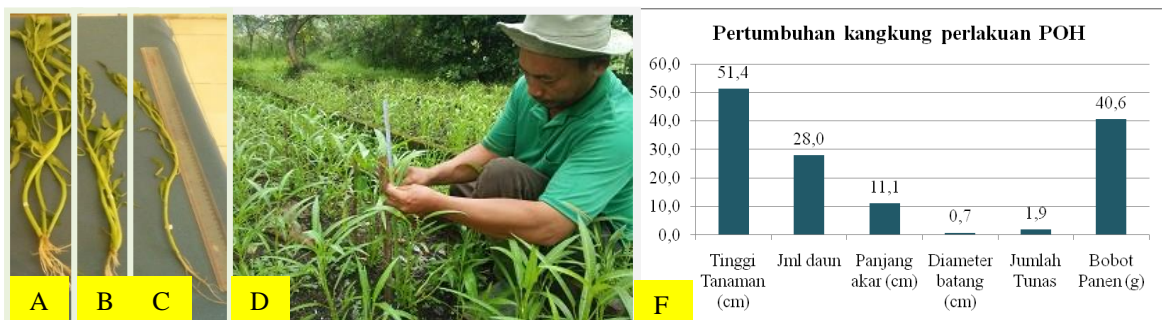 A
B
C
D
F
Pertumbuhan kangkung perlakuan POH
60,0
50,0
40,0
30,0
20,0
10,0
0,0
51,4
28,0
11,1
0,7
1,9
40,6
Tinggi
Tanaman
(cm)
Jml daun
Panjang
akar (cm)
Diameter
batang
(cm)
Jumlah
Tunas
Bobot
Panen (g)